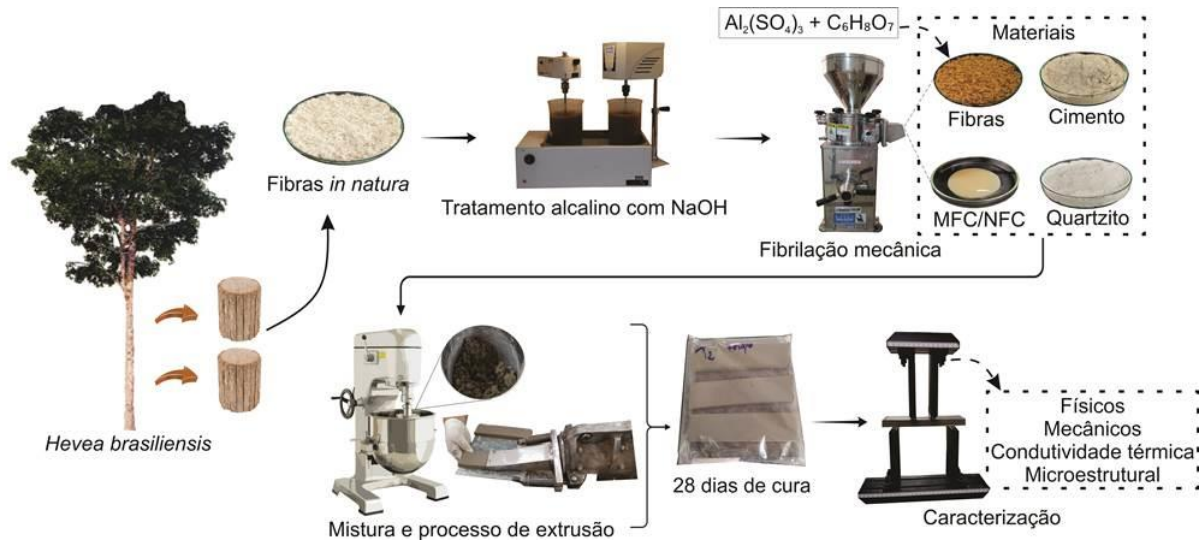 Al₂(SO₄)₃ + C₆H₈O₇
Materiais
Fibras
Cimento
MFC/NFC
Quartzito
Fibras in natura
Tratamento alcalino com NaOH
Fibrilação mecânica
Hevea brasiliensis
Mistura e processo de extrusão
28 dias de cura
Físicos
Mecânicos
Condutividade térmica
Microestrutural
Caracterização